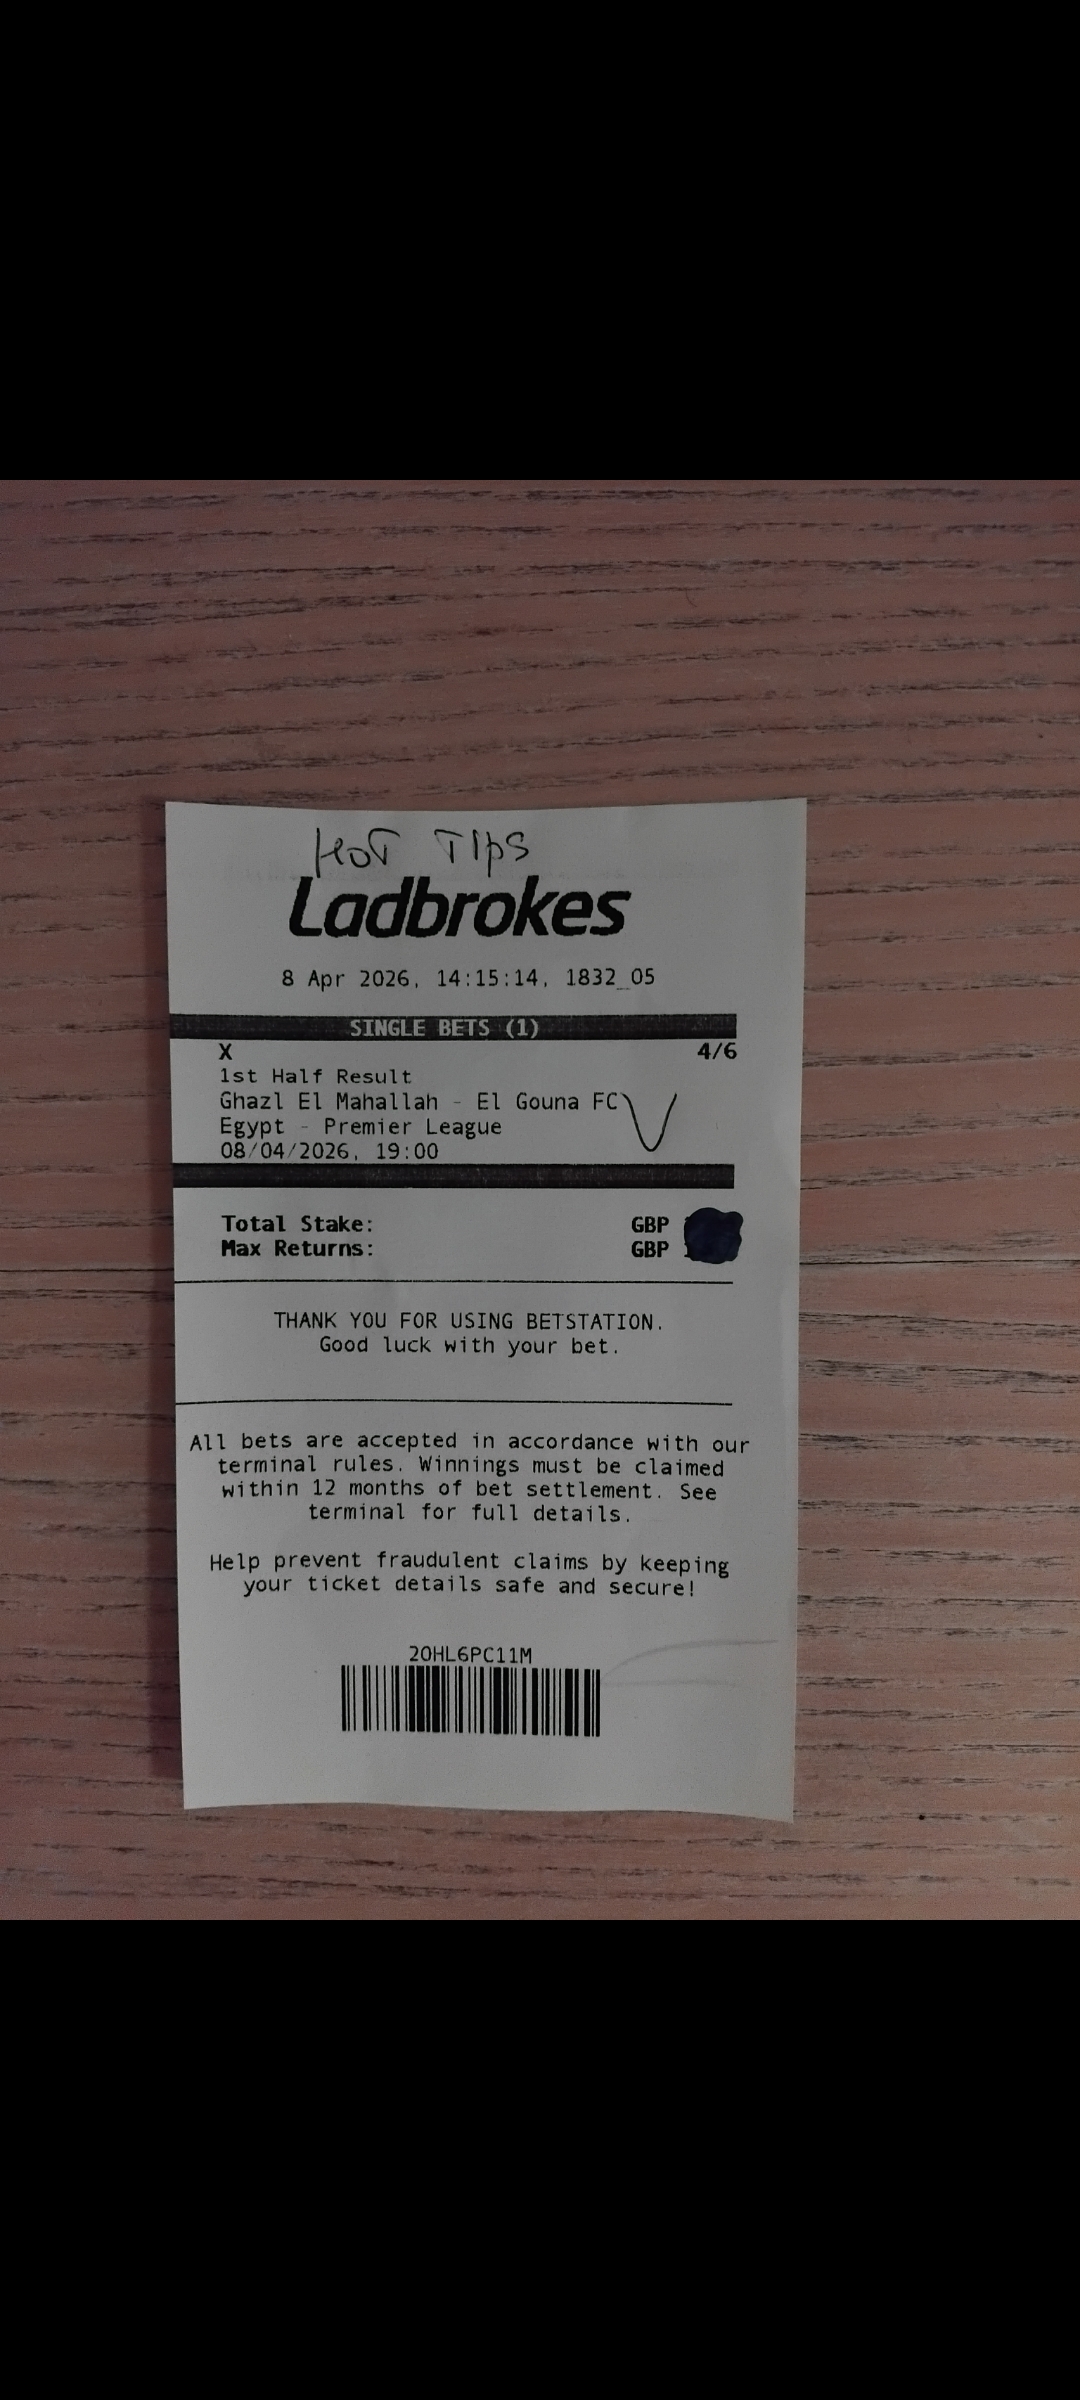 HOT TIPS
Ladbrokes
8 Apr 2026, 14:15:14, 1832_05
SINGLE BETS (1)
X 4/6
1st Half Result
Ghazl El Mahallah - El Gouna FC
Egypt - Premier League
08/04/2026, 19:00
Total Stake: GBP
Max Returns: GBP
THANK YOU FOR USING BETSTATION.
Good luck with your bet.
All bets are accepted in accordance with our
terminal rules. Winnings must be claimed
within 12 months of bet settlement. See
terminal for full details.
Help prevent fraudulent claims by keeping
your ticket details safe and secure!
20HL6PC11M